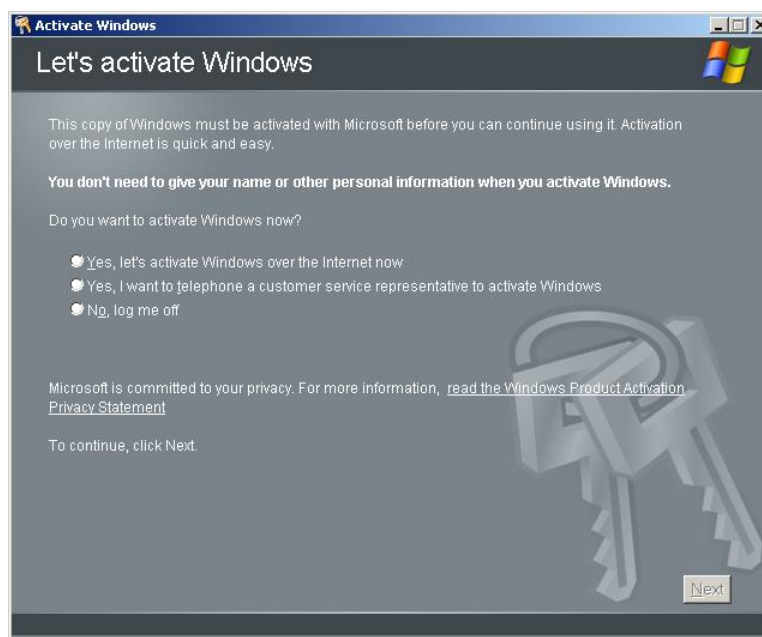 Activate Windows
Let's activate Windows
This copy of Windows must be activated with Microsoft before you can continue using it. Activation
over the Internet is quick and easy.
You don't need to give your name or other personal information when you activate Windows.
Do you want to activate Windows now?
Yes, let's activate Windows over the Internet now
Yes, I want to telephone a customer service representative to activate Windows
No, log me off
Microsoft is committed to your privacy. For more information, read the Windows Product Activation
Privacy Statement
To continue, click Next.
Next